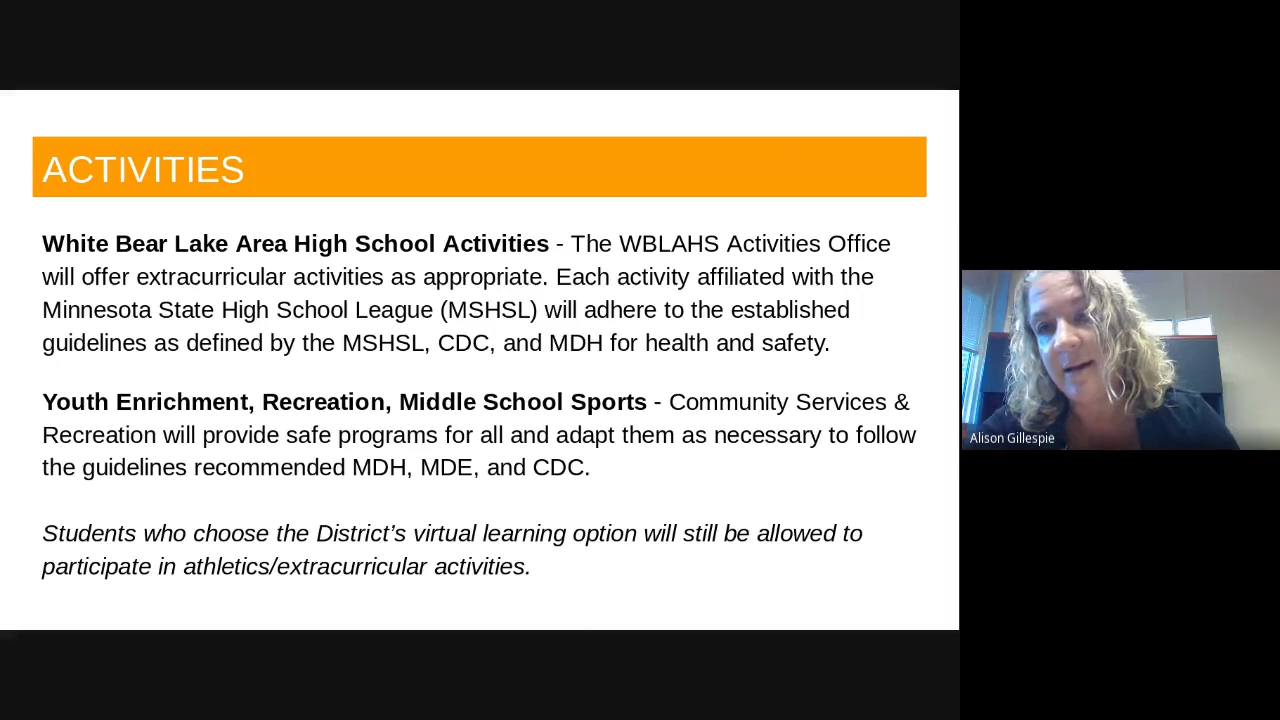 ACTIVITIES
White Bear Lake Area High School Activities - The WBLAHS Activities Office
will offer extracurricular activities as appropriate. Each activity affiliated with the
Minnesota State High School League (MSHSL) will adhere to the established
guidelines as defined by the MSHSL, CDC, and MDH for health and safety.
Youth Enrichment, Recreation, Middle School Sports - Community Services &
Recreation will provide safe programs for all and adapt them as necessary to follow
the guidelines recommended MDH, MDE, and CDC.
Students who choose the District’s virtual learning option will still be allowed to
participate in athletics/extracurricular activities.
Alison Gillespie